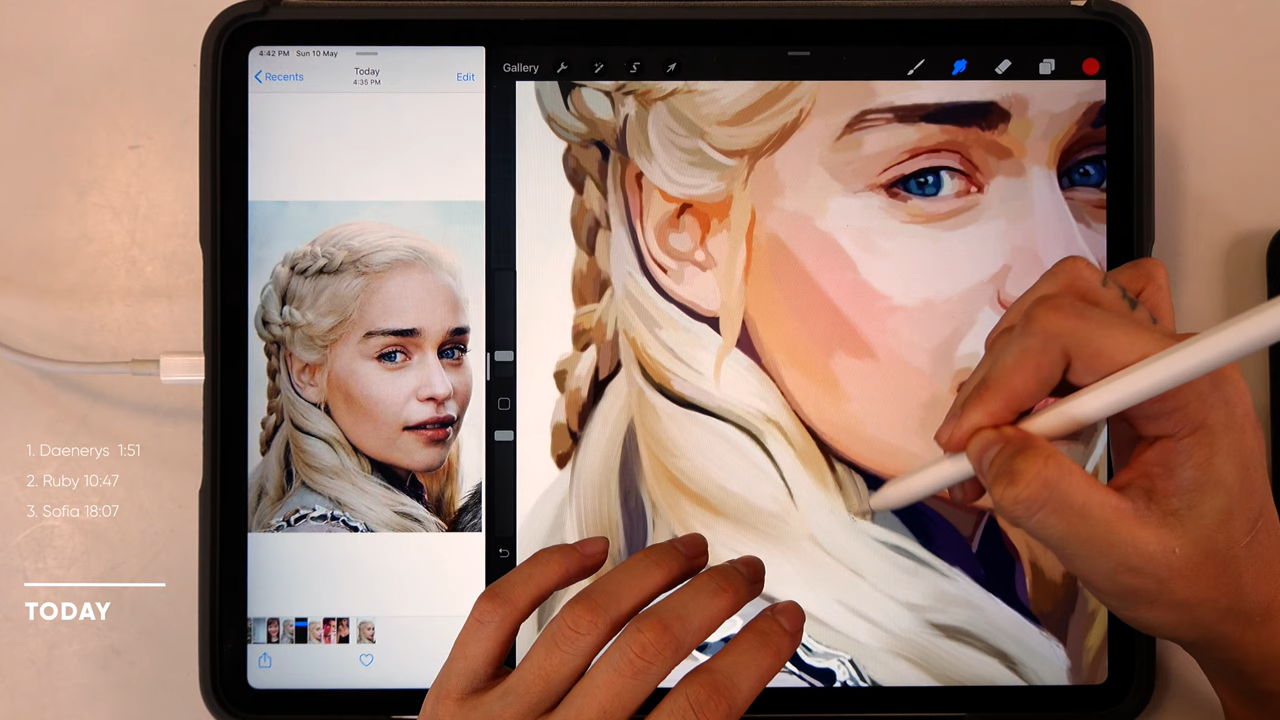 4:42 PM Sun 10 May
Recents
Today
4:35 PM
Edit
Gallery
1. Daenerys 1:51
2. Ruby 10:47
3. Sofia 18:07
TODAY